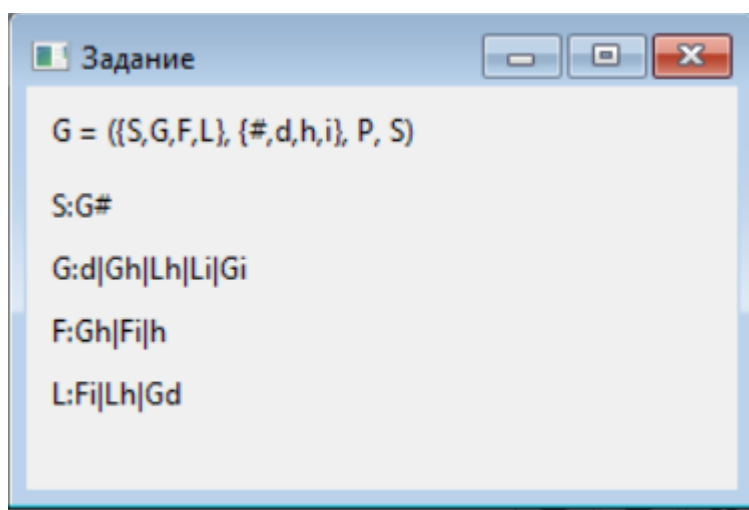 Задание
G = ({S,G,F,L}, {#,d,h,i}, P, S)
S:G#
G:d|Gh|Lh|Li|Gi
F:Gh|Fi|h
L:Fi|Lh|Gd